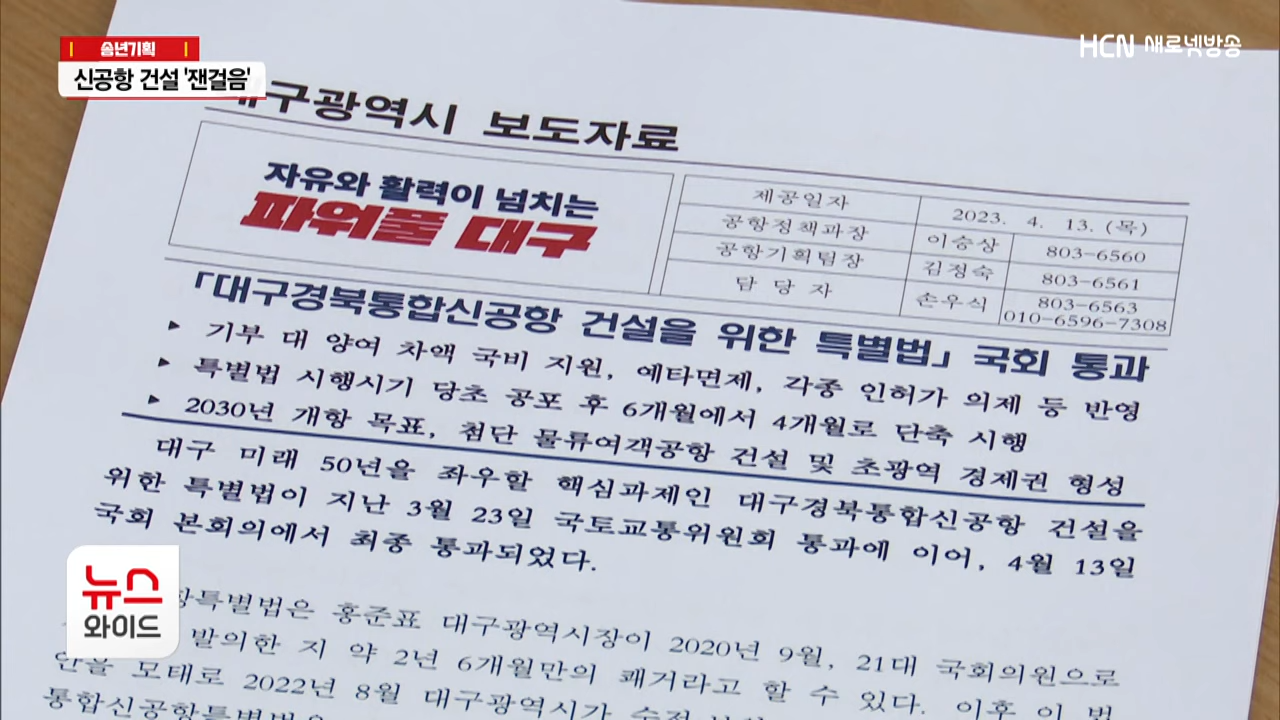 송년기획
신공항 건설 '잰걸음'
HCN 새로넷방송
대구광역시 보도자료
자유와 활력이 넘치는
파워풀 대구
제공일자 2023. 4. 13. (목)
공항정책과장 이승상 803-6560
공항기획팀장 김정숙 803-6561
담 당 자 손우식 803-6563
010-6596-7308
「대구경북통합신공항 건설을 위한 특별법」 국회 통과
▸ 기부 대 양여 차액 국비 지원, 예타면제, 각종 인허가 의제 등 반영
▸ 특별법 시행시기 당초 공포 후 6개월에서 4개월로 단축 시행
▸ 2030년 개항 목표, 첨단 물류여객공항 건설 및 초광역 경제권 형성
대구 미래 50년을 좌우할 핵심과제인 대구경북통합신공항 건설을
위한 특별법이 지난 3월 23일 국토교통위원회 통과에 이어, 4월 13일
국회 본회의에서 최종 통과되었다.
항특별법은 홍준표 대구광역시장이 2020년 9월, 21대 국회의원으로
발의한 지 약 2년 6개월만의 쾌거라고 할 수 있다. 이후 이 법
안을 모태로 2022년 8월 대구광역시가 수정
통합신공항특별법은
뉴스
와이드